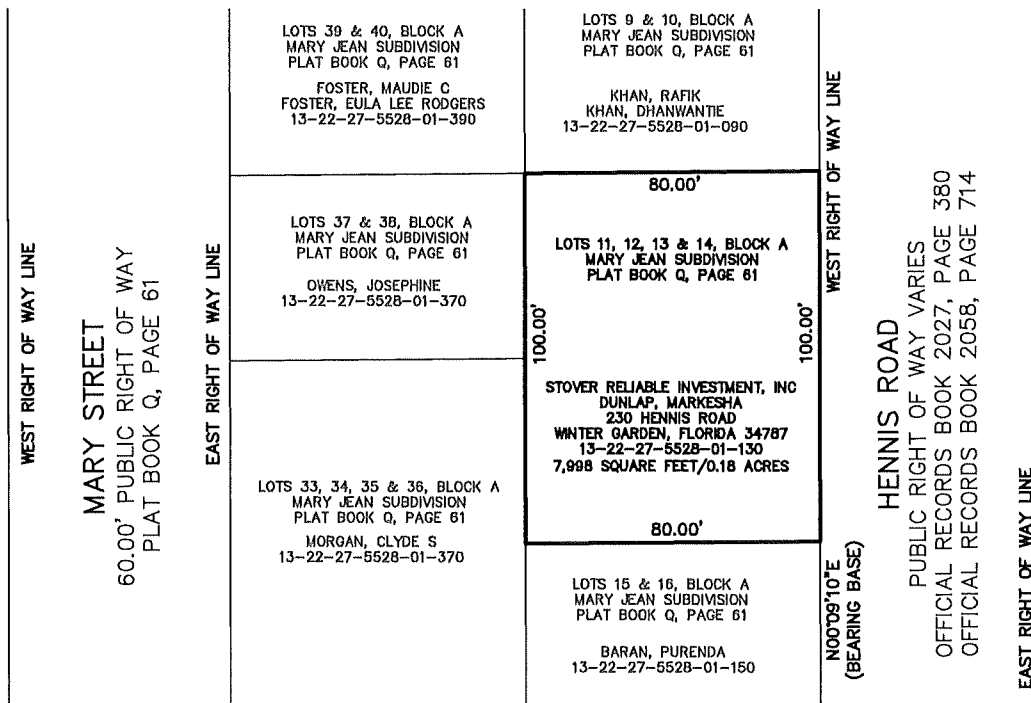 WEST RIGHT OF WAY LINE
MARY STREET
60.00' PUBLIC RIGHT OF WAY
PLAT BOOK Q, PAGE 61
EAST RIGHT OF WAY LINE
LOTS 39 & 40, BLOCK A
MARY JEAN SUBDIVISION
PLAT BOOK Q, PAGE 61
FOSTER, MAUDIE C
FOSTER, EULA LEE RODGERS
13-22-27-5528-01-390
LOTS 37 & 38, BLOCK A
MARY JEAN SUBDIVISION
PLAT BOOK Q, PAGE 61
OWENS, JOSEPHINE
13-22-27-5528-01-370
LOTS 33, 34, 35 & 36, BLOCK A
MARY JEAN SUBDIVISION
PLAT BOOK Q, PAGE 61
MORGAN, CLYDE S
13-22-27-5528-01-370
LOTS 9 & 10, BLOCK A
MARY JEAN SUBDIVISION
PLAT BOOK Q, PAGE 61
KHAN, RAFIK
KHAN, DHANWANTIE
13-22-27-5528-01-090
80.00'
LOTS 11, 12, 13 & 14, BLOCK A
MARY JEAN SUBDIVISION
PLAT BOOK Q, PAGE 61
100.00'
100.00'
STOVER RELIABLE INVESTMENT, INC
DUNLAP, MARKESHA
230 HENNIS ROAD
WINTER GARDEN, FLORIDA 34787
13-22-27-5528-01-130
7,998 SQUARE FEET/0.18 ACRES
80.00'
LOTS 15 & 16, BLOCK A
MARY JEAN SUBDIVISION
PLAT BOOK Q, PAGE 61
BARAN, PURENDA
13-22-27-5528-01-150
WEST RIGHT OF WAY LINE
N00°09'10"E
(BEARING BASE)
HENNIS ROAD
PUBLIC RIGHT OF WAY VARIES
OFFICIAL RECORDS BOOK 2027, PAGE 380
OFFICIAL RECORDS BOOK 2058, PAGE 714
EAST RIGHT OF WAY LINE